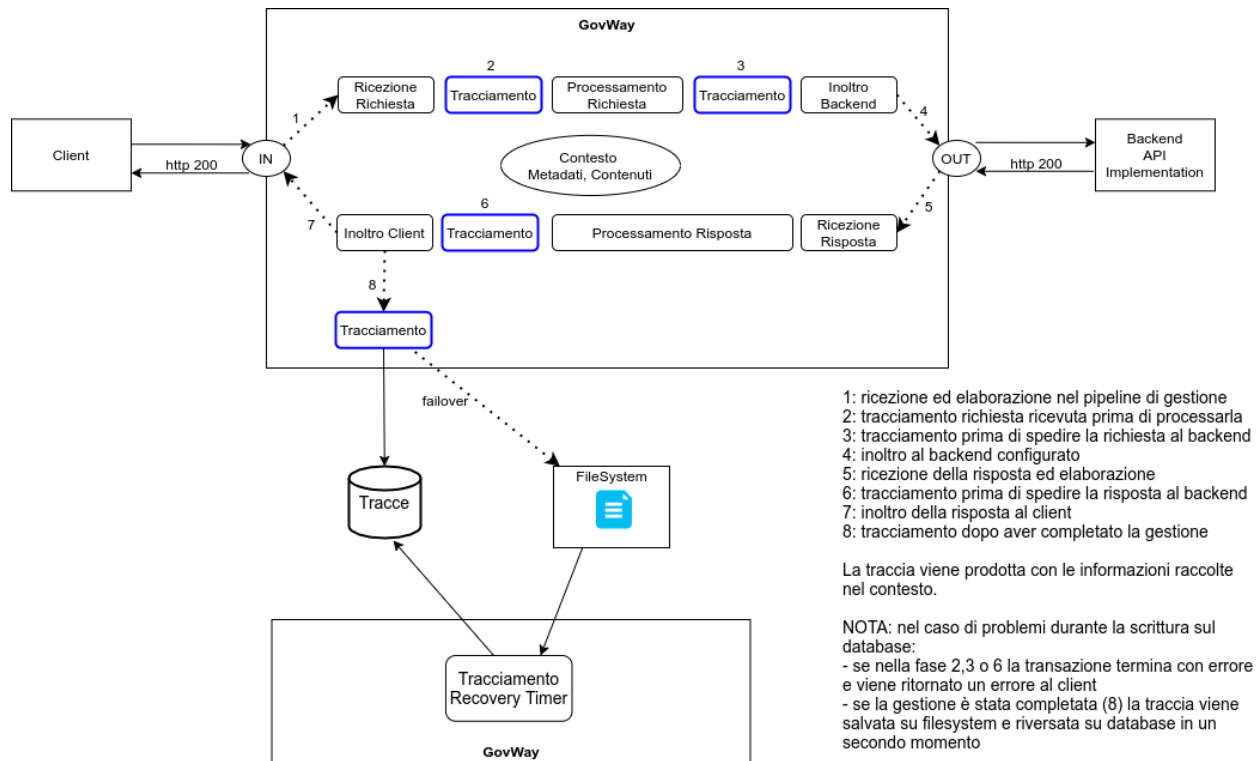 GovWay
2
3
Ricezione
Richiesta
Tracciamento
Processamento
Richiesta
Tracciamento
Inoltro
Backend
1
4
Client
http 200
IN
Contesto
Metadati, Contenuti
OUT
http 200
Backend
API
Implementation
7
6
5
Inoltro Client
Tracciamento
Processamento Risposta
Ricezione
Risposta
8
Tracciamento
failover
Tracce
FileSystem
Tracciamento
Recovery Timer
GovWay
1: ricezione ed elaborazione nel pipeline di gestione
2: tracciamento richiesta ricevuta prima di processarla
3: tracciamento prima di spedire la richiesta al backend
4: inoltro al backend configurato
5: ricezione della risposta ed elaborazione
6: tracciamento prima di spedire la risposta al backend
7: inoltro della risposta al client
8: tracciamento dopo aver completato la gestione
La traccia viene prodotta con le informazioni raccolte
nel contesto.
NOTA: nel caso di problemi durante la scrittura sul
database:
- se nella fase 2,3 o 6 la transazione termina con errore
e viene ritornato un errore al client
- se la gestione è stata completata (8) la traccia viene
salvata su filesystem e riversata su database in un
secondo momento